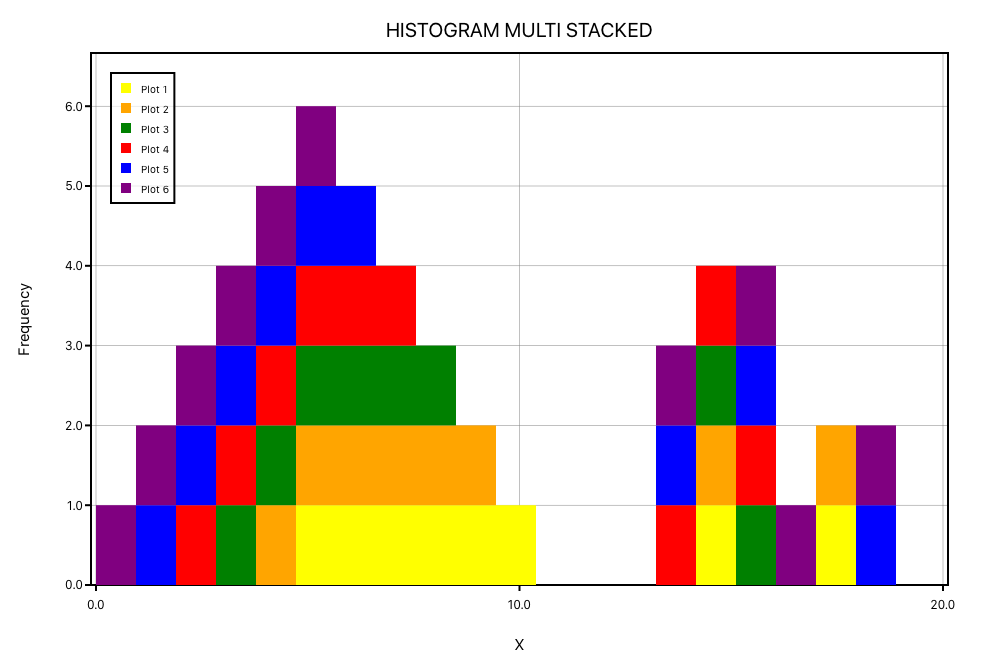 HISTOGRAM MULTI STACKED
Plot 1
Plot 2
Plot 3
Plot 4
Plot 5
Plot 6
Frequency
6.0
5.0
4.0
3.0
2.0
1.0
0.0
0.0 10.0 20.0
X